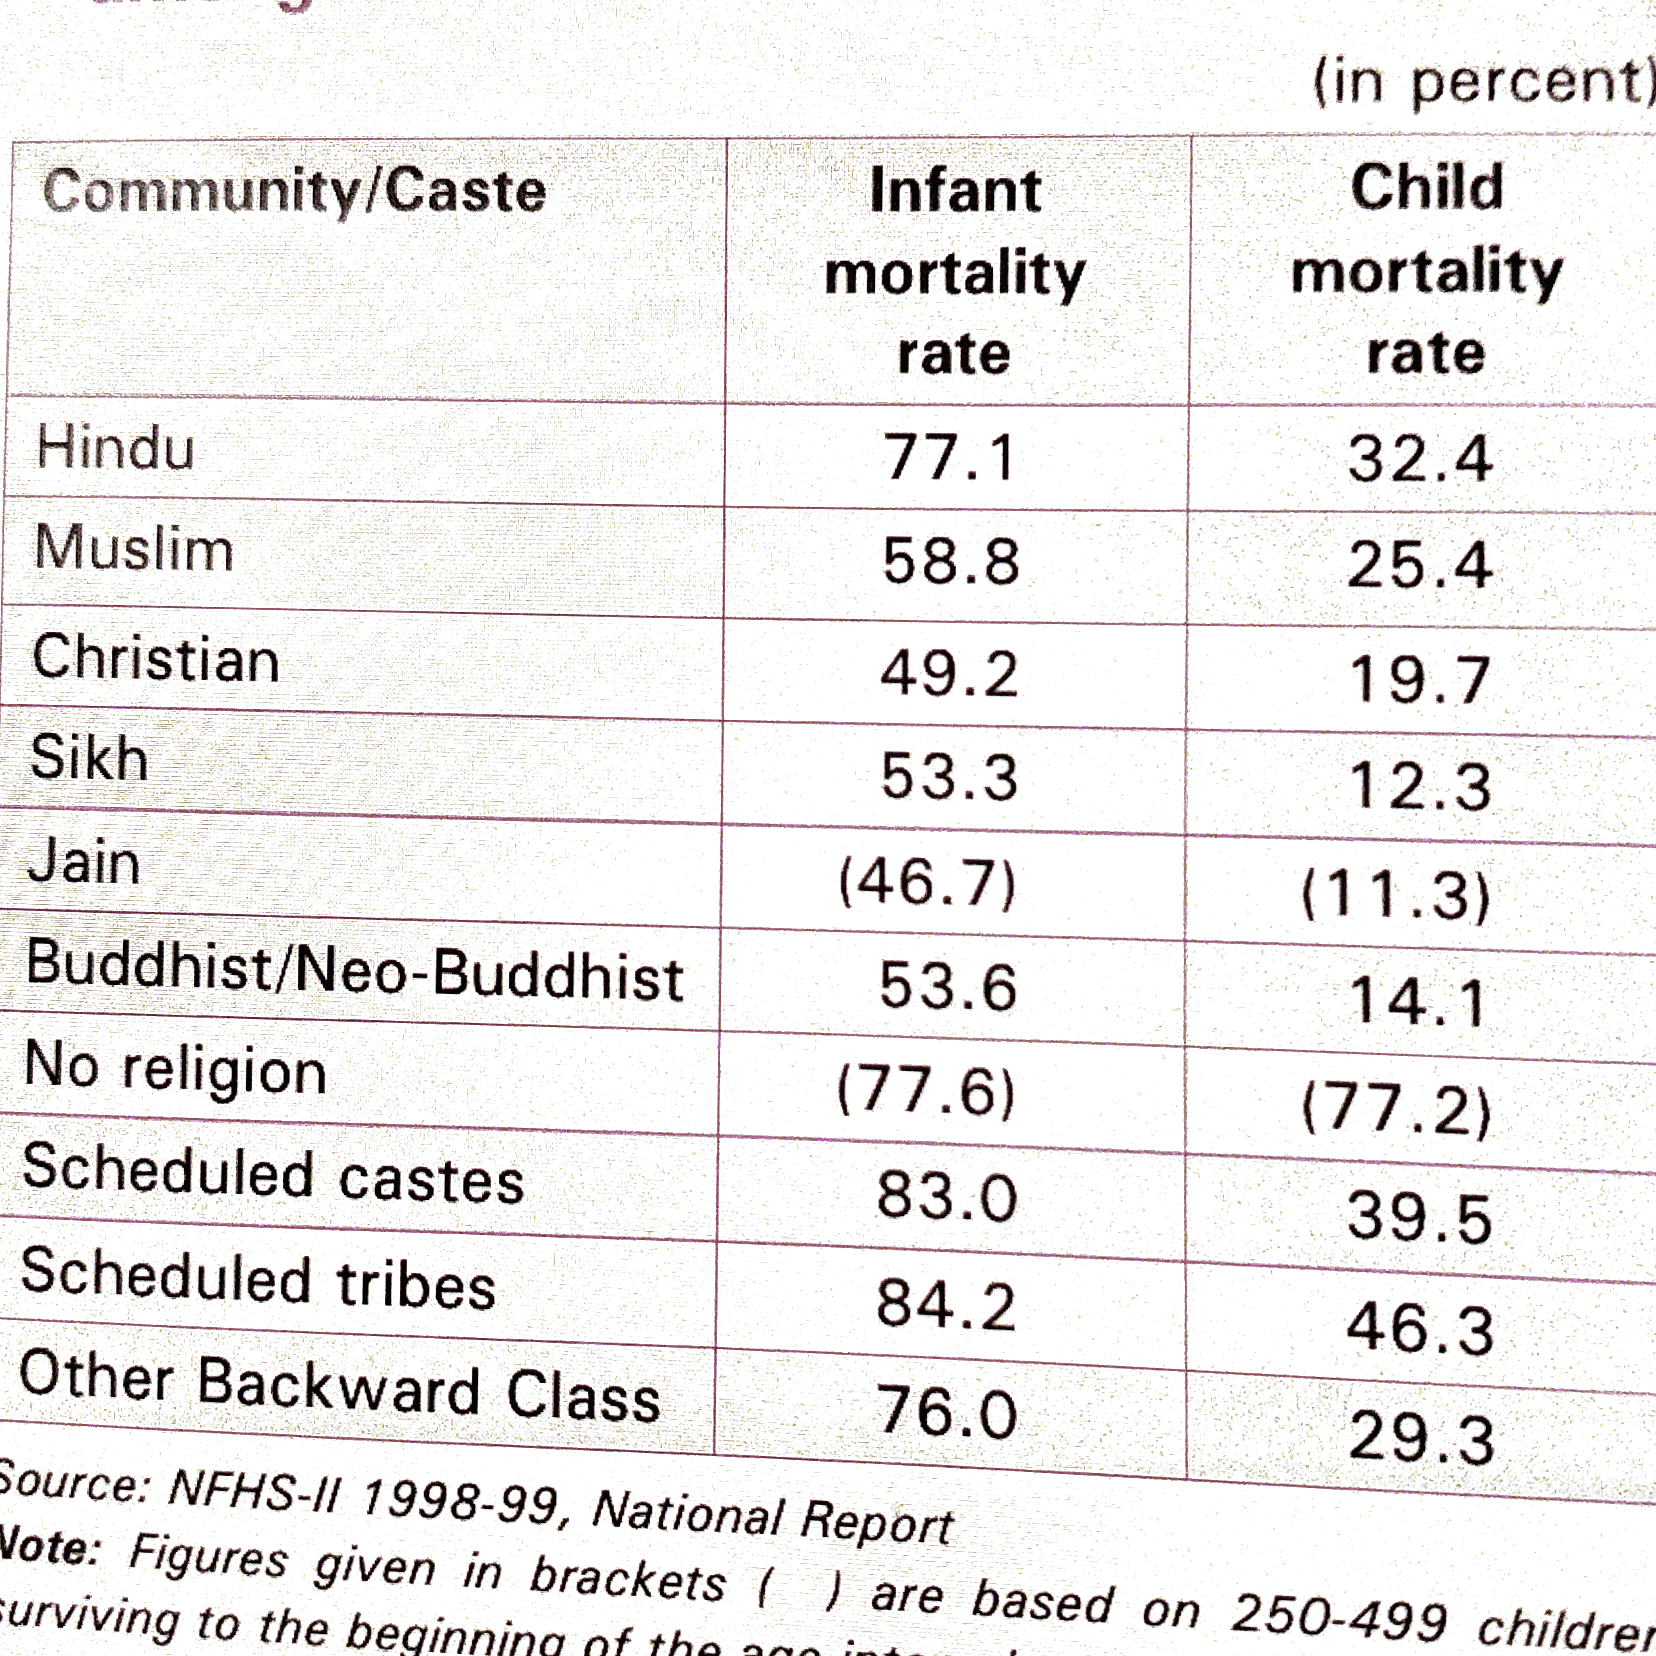 (in percent)
Community/Caste Infant mortality rate Child mortality rate
Hindu 77.1 32.4
Muslim 58.8 25.4
Christian 49.2 19.7
Sikh 53.3 12.3
Jain (46.7) (11.3)
Buddhist/Neo-Buddhist 53.6 14.1
No religion (77.6) (77.2)
Scheduled castes 83.0 39.5
Scheduled tribes 84.2 46.3
Other Backward Class 76.0 29.3
Source: NFHS-II 1998-99, National Report
Note: Figures given in brackets ( ) are based on 250-499 children
surviving to the beginning of the age